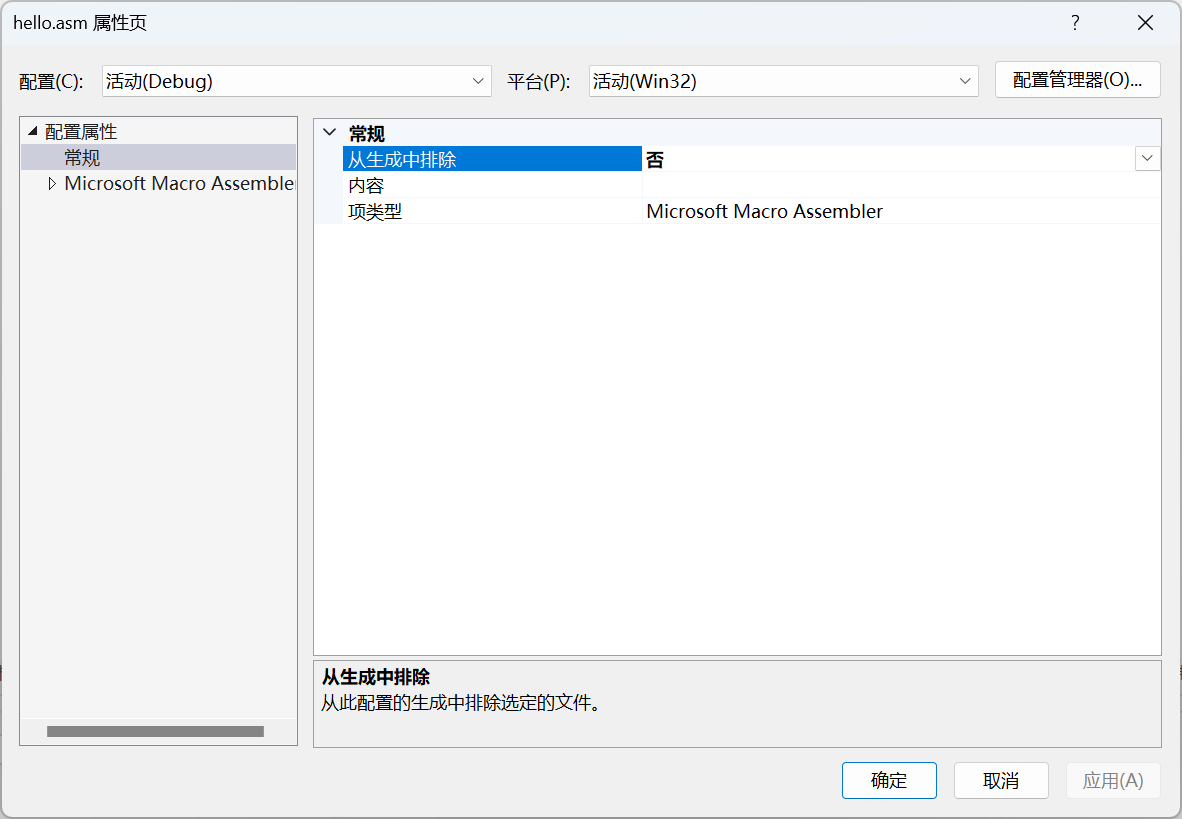 hello.asm 属性页
?
配置(C):
活动(Debug)
平台(P):
活动(Win32)
配置管理器(O)...
配置属性
常规
Microsoft Macro Assembler
常规
从生成中排除
否
内容
项类型
Microsoft Macro Assembler
从生成中排除
从此配置的生成中排除选定的文件。
确定
取消
应用(A)